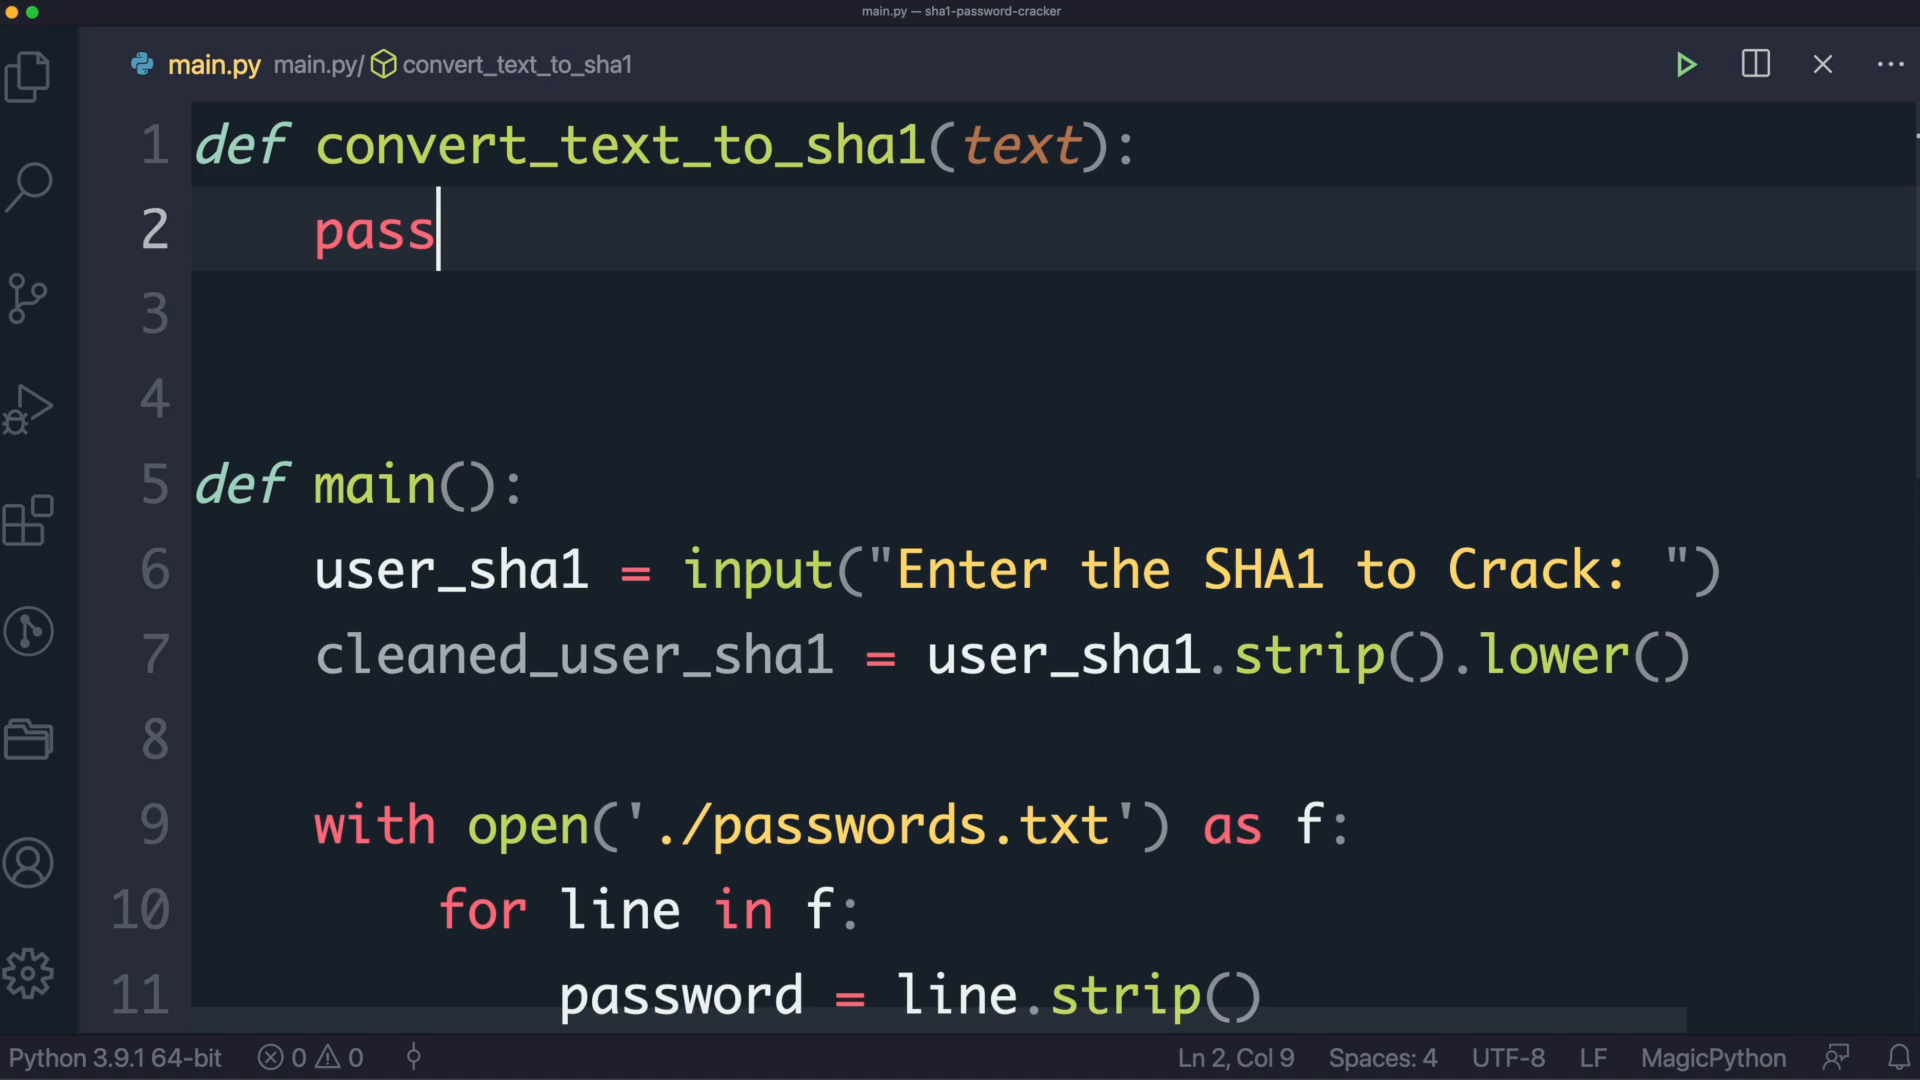 main.py — sha1-password-cracker
main.py main.py/ convert_text_to_sha1
1 def convert_text_to_sha1(text):
2 pass
3
4
5 def main():
6 user_sha1 = input("Enter the SHA1 to Crack: ")
7 cleaned_user_sha1 = user_sha1.strip().lower()
8
9 with open('./passwords.txt') as f:
10 for line in f:
11 password = line.strip()
Python 3.9.1 64-bit 0 0 Ln 2, Col 9 Spaces: 4 UTF-8 LF MagicPython